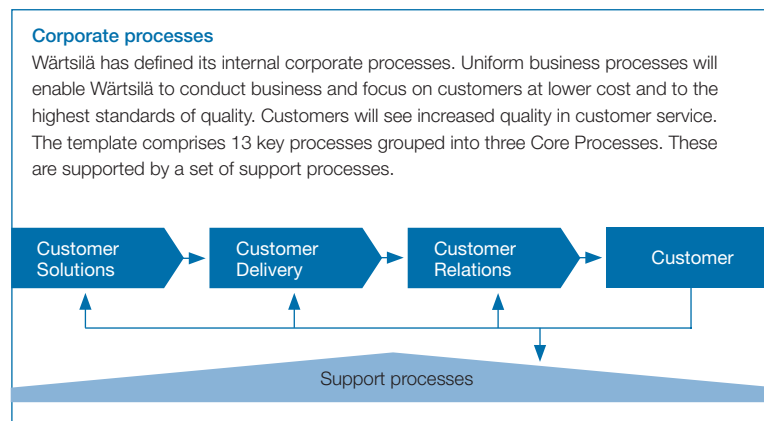 Corporate processes
Wärtsilä has defined its internal corporate processes. Uniform business processes will
enable Wärtsilä to conduct business and focus on customers at lower cost and to the
highest standards of quality. Customers will see increased quality in customer service.
The template comprises 13 key processes grouped into three Core Processes. These
are supported by a set of support processes.
Customer
Solutions
Customer
Delivery
Customer
Relations
Customer
Support processes